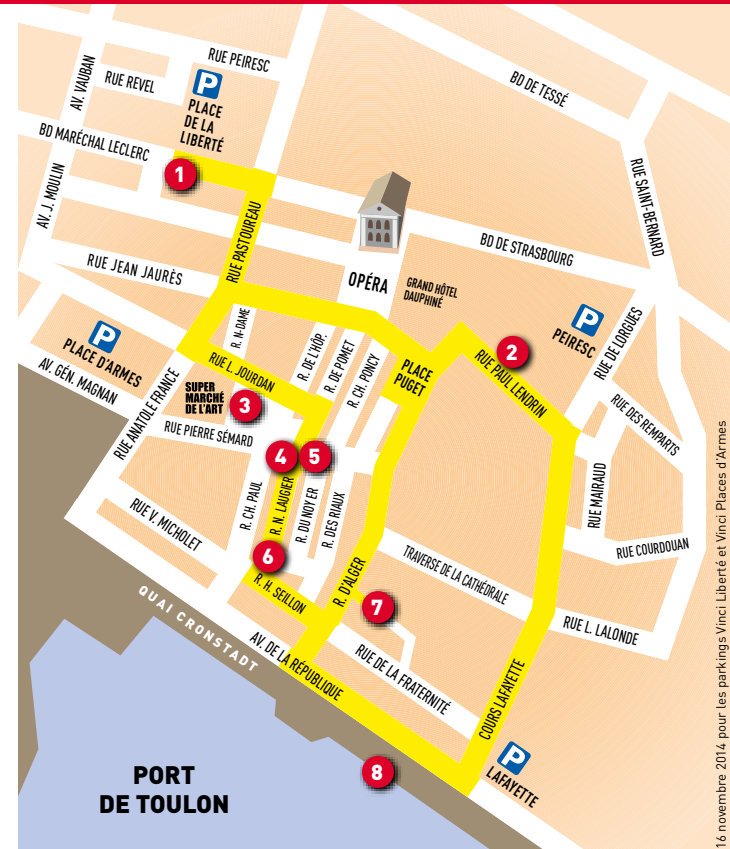 RUE PEIRESC
AV. VAUBAN
RUE REVEL
P
PLACE
DE LA
LIBERTÉ
BD DE TESSÉ
BD MARÉCHAL LECLERC
1
RUE SAINT-BERNARD
AV. J. MOULIN
RUE PASTOUREAU
BD DE STRASBOURG
RUE JEAN JAURÈS
OPÉRA
GRAND HÔTEL
DAUPHINÉ
P
PLACE D'ARMES
AV. GÉN. MAGNAN
R. N-DAME
R. DE L'HÔP.
R. DE POMET
R. CH. PONCY
PLACE
PUGET
2
RUE PAUL LENDRIN
P
PEIRESC
RUE DE LORGUES
RUE ANATOLE FRANCE
RUE L. JOURDAN
SUPER
MARCHÉ
DE L'ART
3
RUE DES REMPARTS
RUE PIERRE SÉMARD
4
5
R. CH. PAUL
R. N. LAUGIER
R. DU NOYER
R. DES RIAUX
RUE MAIRAUD
RUE V. MICHOLET
RUE COURDOUAN
6
R. H. SEILLON
R. D'ALGER
TRAVERSE DE LA CATHÉDRALE
7
RUE L. LALONDE
QUAI CRONSTADT
AV. DE LA RÉPUBLIQUE
RUE DE LA FRATERNITÉ
COURS LAFAYETTE
P
LAFAYETTE
8
PORT
DE TOULON
16 novembre 2014 pour les parkings Vinci Liberté et Vinci Places d'Armes